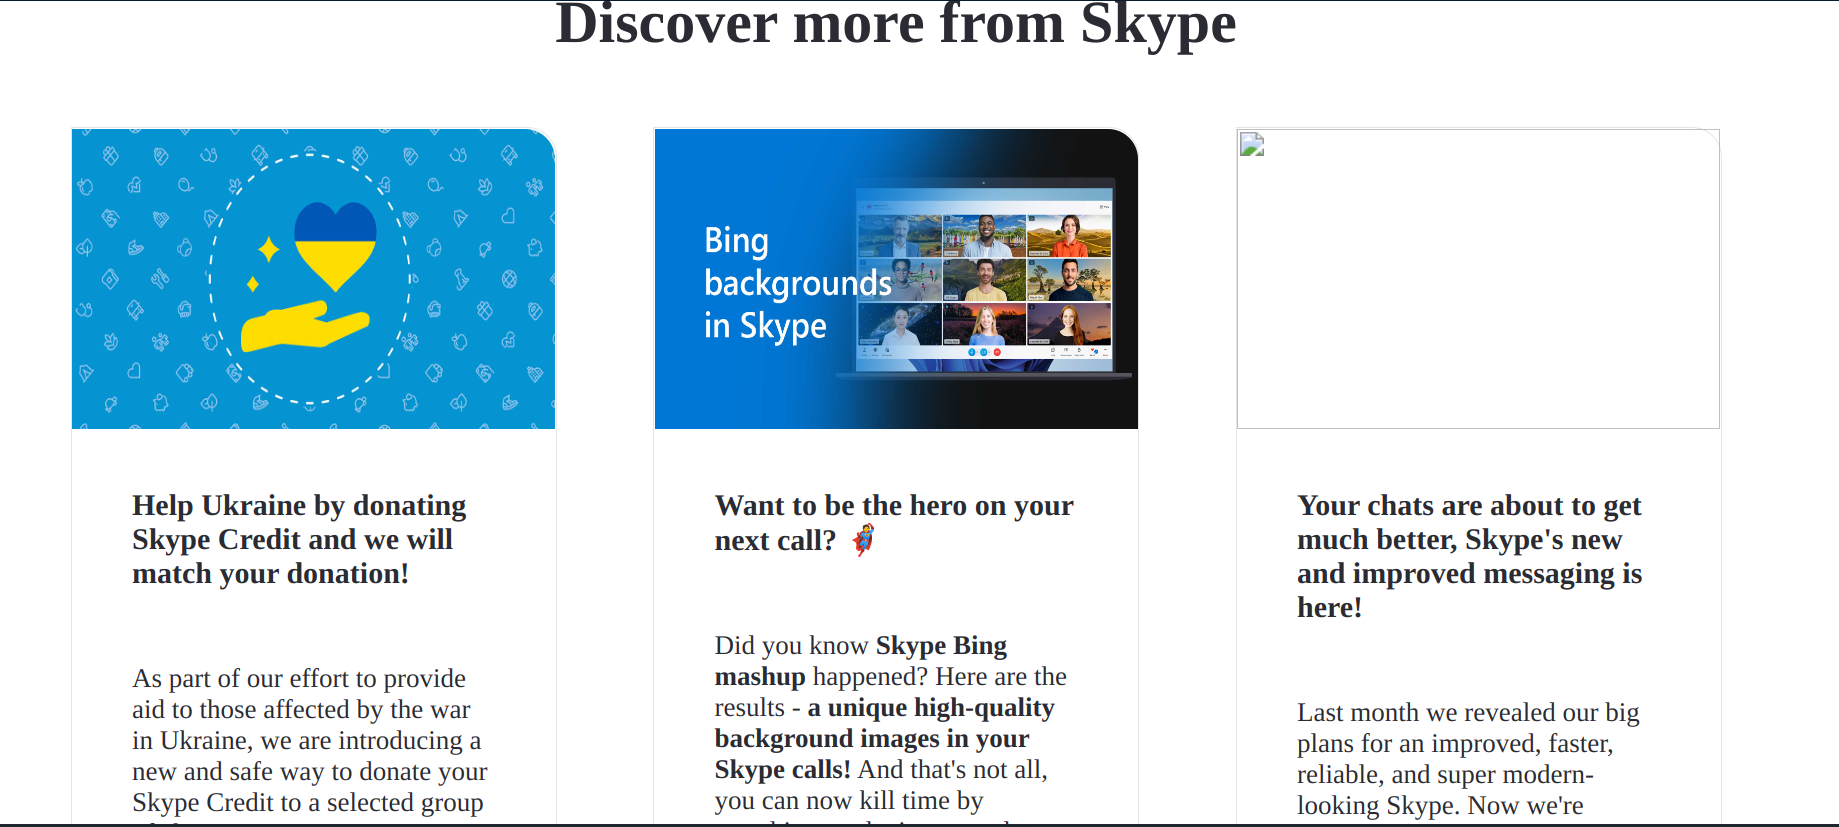 Discover more from Skype
Bing
backgrounds
in Skype
Help Ukraine by donating
Skype Credit and we will
match your donation!
As part of our effort to provide
aid to those affected by the war
in Ukraine, we are introducing a
new and safe way to donate your
Skype Credit to a selected group
Want to be the hero on your
next call? 🦸
Did you know Skype Bing
mashup happened? Here are the
results - a unique high-quality
background images in your
Skype calls! And that's not all,
you can now kill time by
Your chats are about to get
much better, Skype's new
and improved messaging is
here!
Last month we revealed our big
plans for an improved, faster,
reliable, and super modern-
looking Skype. Now we're